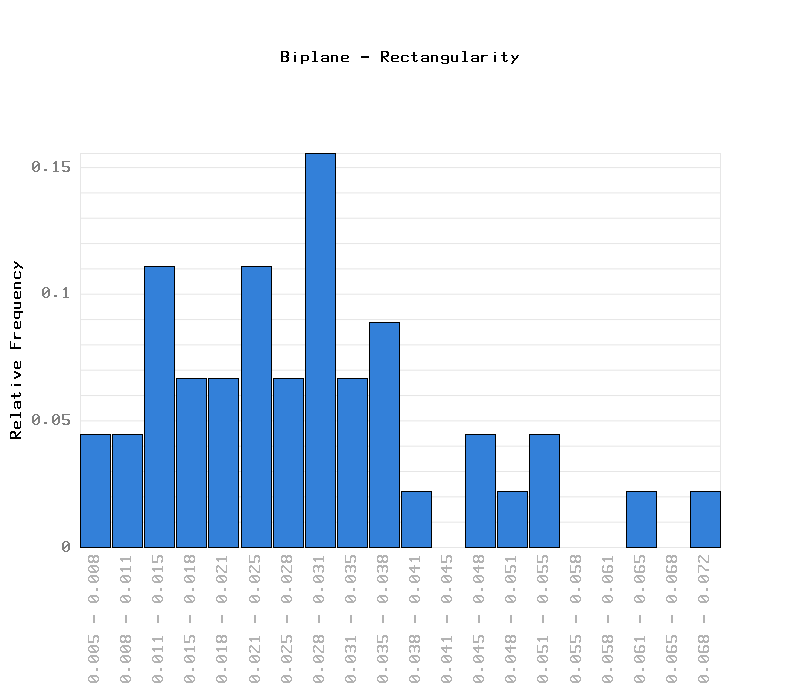 Biplane - Rectangularity
Relative Frequency
0.15
0.1
0.05
0
0.005 - 0.008
0.008 - 0.011
0.011 - 0.015
0.015 - 0.018
0.018 - 0.021
0.021 - 0.025
0.025 - 0.028
0.028 - 0.031
0.031 - 0.035
0.035 - 0.038
0.038 - 0.041
0.041 - 0.045
0.045 - 0.048
0.048 - 0.051
0.051 - 0.055
0.055 - 0.058
0.058 - 0.061
0.061 - 0.065
0.065 - 0.068
0.068 - 0.072